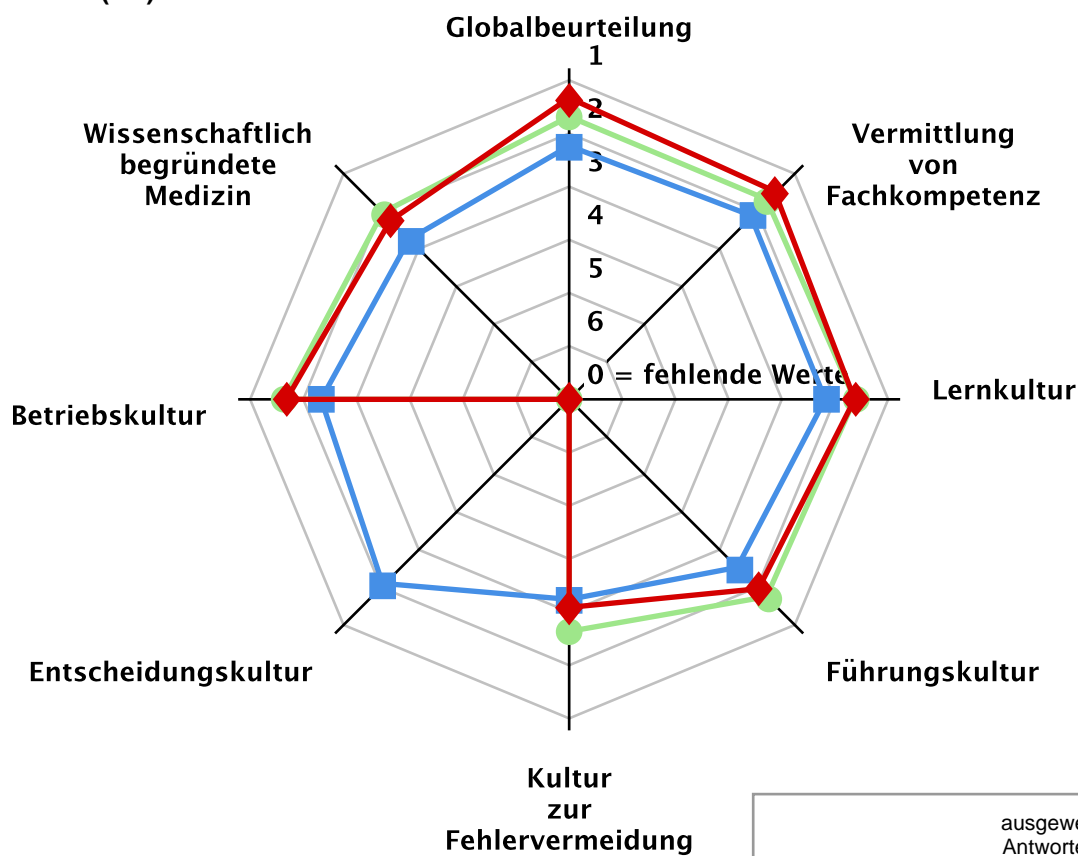 Globalbeurteilung
1
2
3
4
5
6
0 = fehlende Werte
Vermittlung
von
Fachkompetenz
Lernkultur
Führungskultur
Kultur
zur
Fehlervermeidung
Entscheidungskultur
Betriebskultur
Wissenschaftlich
begründete
Medizin